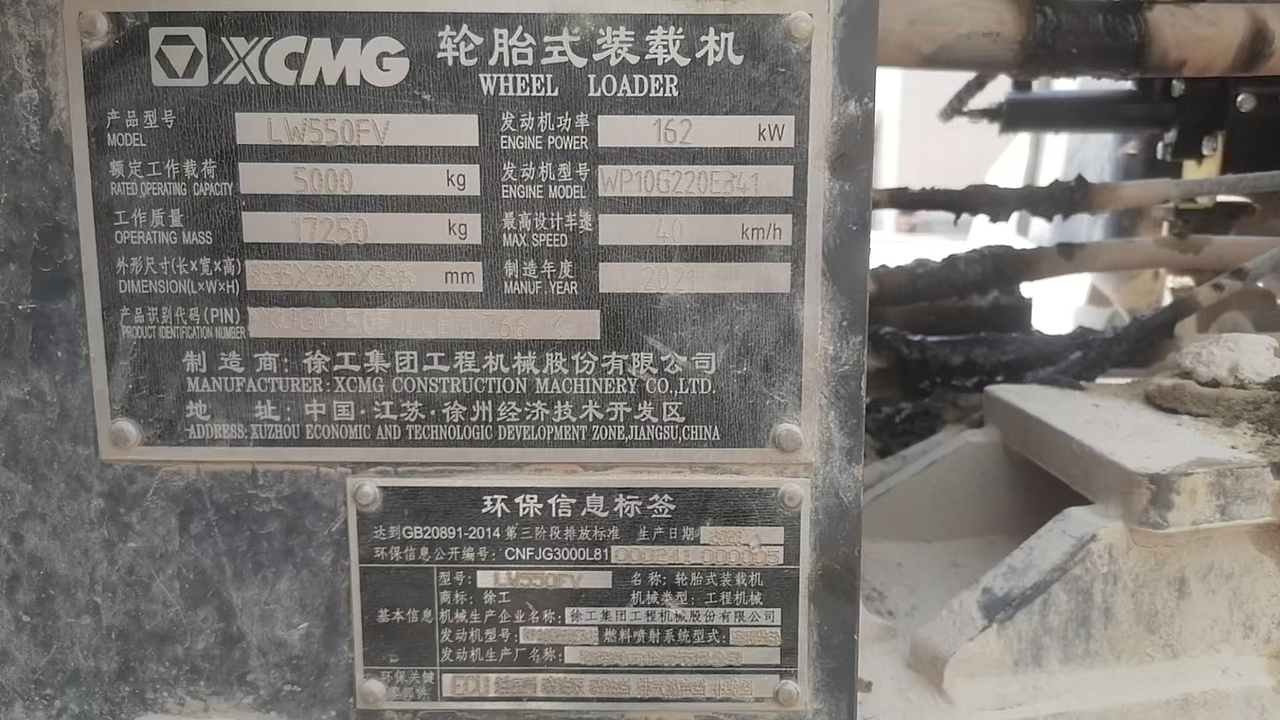 XCMG 轮胎式装载机
WHEEL LOADER
产品型号 LW550FV 发动机功率 162 kW
MODEL ENGINE POWER
额定工作载荷 5000 kg 发动机型号 WP10G220E341
RATED OPERATING CAPACITY ENGINE MODEL
工作质量 17250 kg 最高设计车速 40 km/h
OPERATING MASS MAX. SPEED
外形尺寸(长×宽×高) mm 制造年度 2021
DIMENSION(L×W×H) MANUF. YEAR
产品识别代码(PIN)
PRODUCT IDENTIFICATION NUMBER
制造商:徐工集团工程机械股份有限公司
MANUFACTURER:XCMG CONSTRUCTION MACHINERY CO.,LTD.
地 址:中国·江苏·徐州经济技术开发区
ADDRESS:XUZHOU ECONOMIC AND TECHNOLOGIC DEVELOPMENT ZONE,JIANGSU,CHINA
环保信息标签
达到GB20891-2014 第三阶段排放标准 生产日期
环保信息公开编号:CNFJG3000L81
型号:LW550FV 名称:轮胎式装载机
商标:徐工 机械类型:工程机械
基本信息 机械生产企业名称:徐工集团工程机械股份有限公司
发动机型号: 燃料喷射系统型式:
发动机生产厂名称:
环保关键
ECU